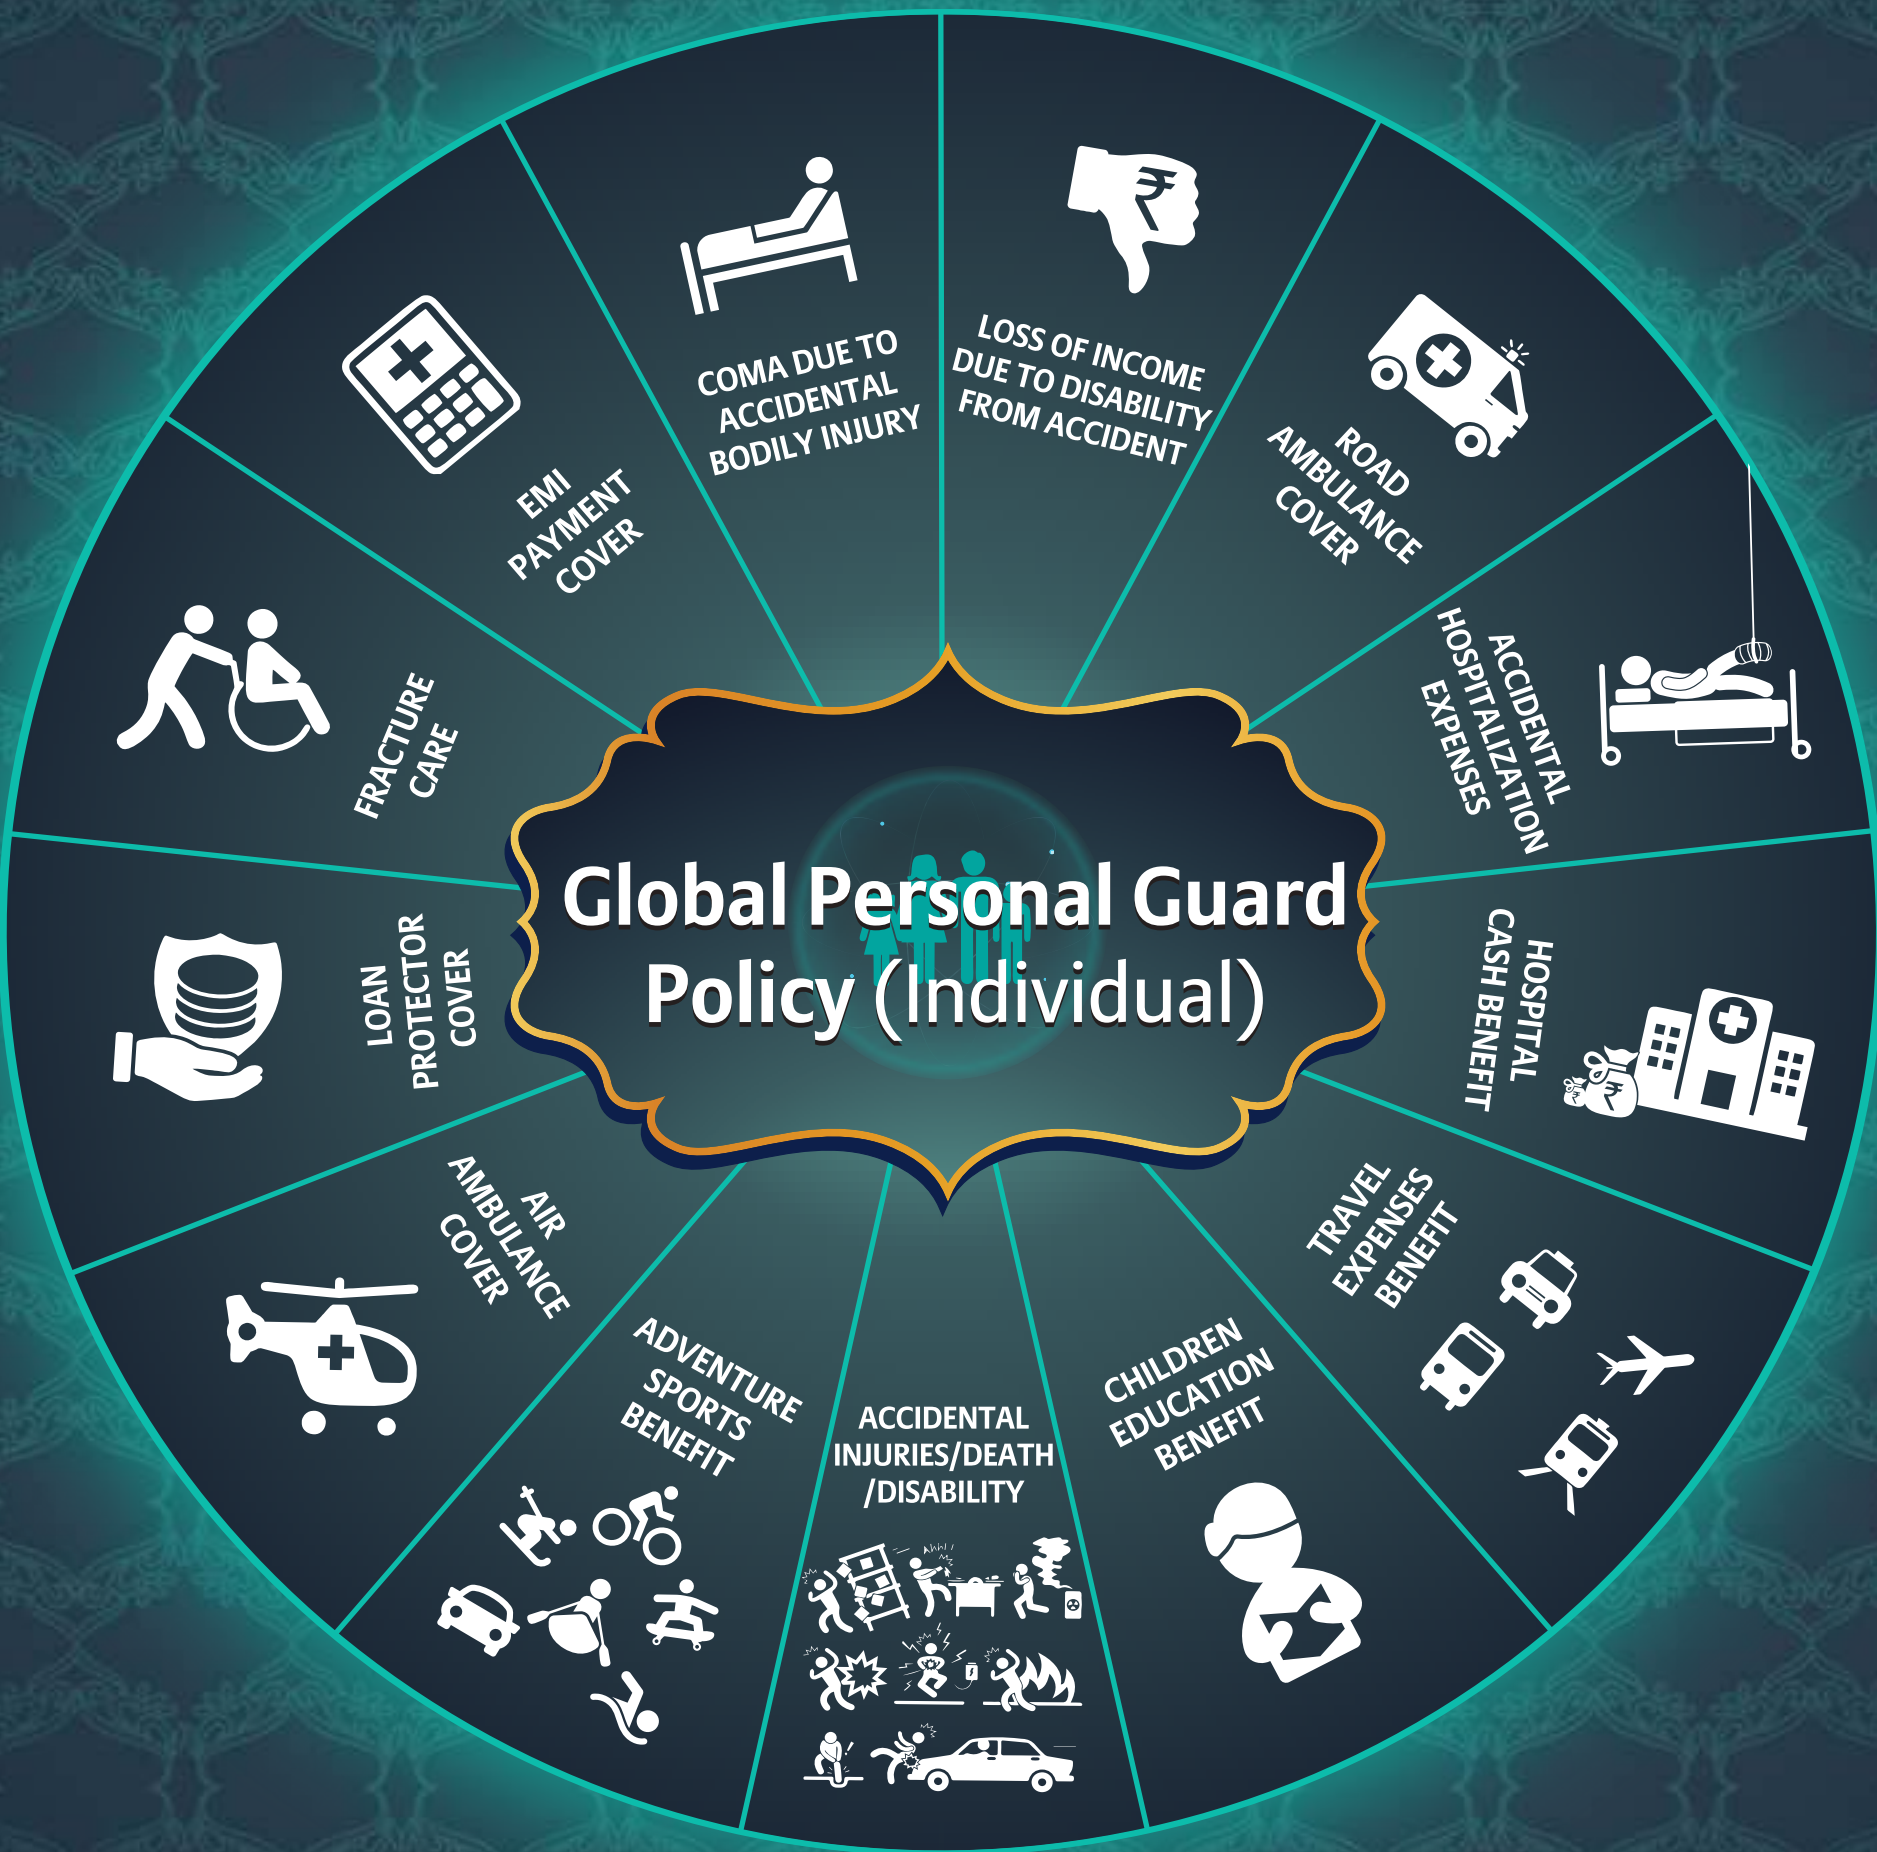 Global Personal Guard
Policy (Individual)
LOSS OF INCOME
DUE TO DISABILITY
FROM ACCIDENT
ROAD
AMBULANCE
COVER
ACCIDENTAL
HOSPITALIZATION
EXPENSES
HOSPITAL
CASH BENEFIT
TRAVEL
EXPENSES
BENEFIT
CHILDREN
EDUCATION
BENEFIT
ACCIDENTAL
INJURIES/DEATH
/DISABILITY
ADVENTURE
SPORTS
BENEFIT
AIR
AMBULANCE
COVER
LOAN
PROTECTOR
COVER
FRACTURE
CARE
EMI
PAYMENT
COVER
COMA DUE TO
ACCIDENTAL
BODILY INJURY